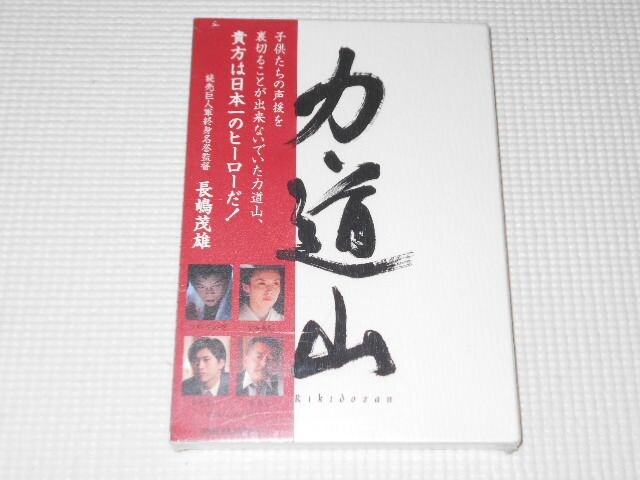 子供たちの声援を
裏切ることが出来ないでいた力道山、
貴方は日本一のヒーローだ!
読売巨人軍終身名誉監督
長嶋茂雄
力道山
Rikidozan